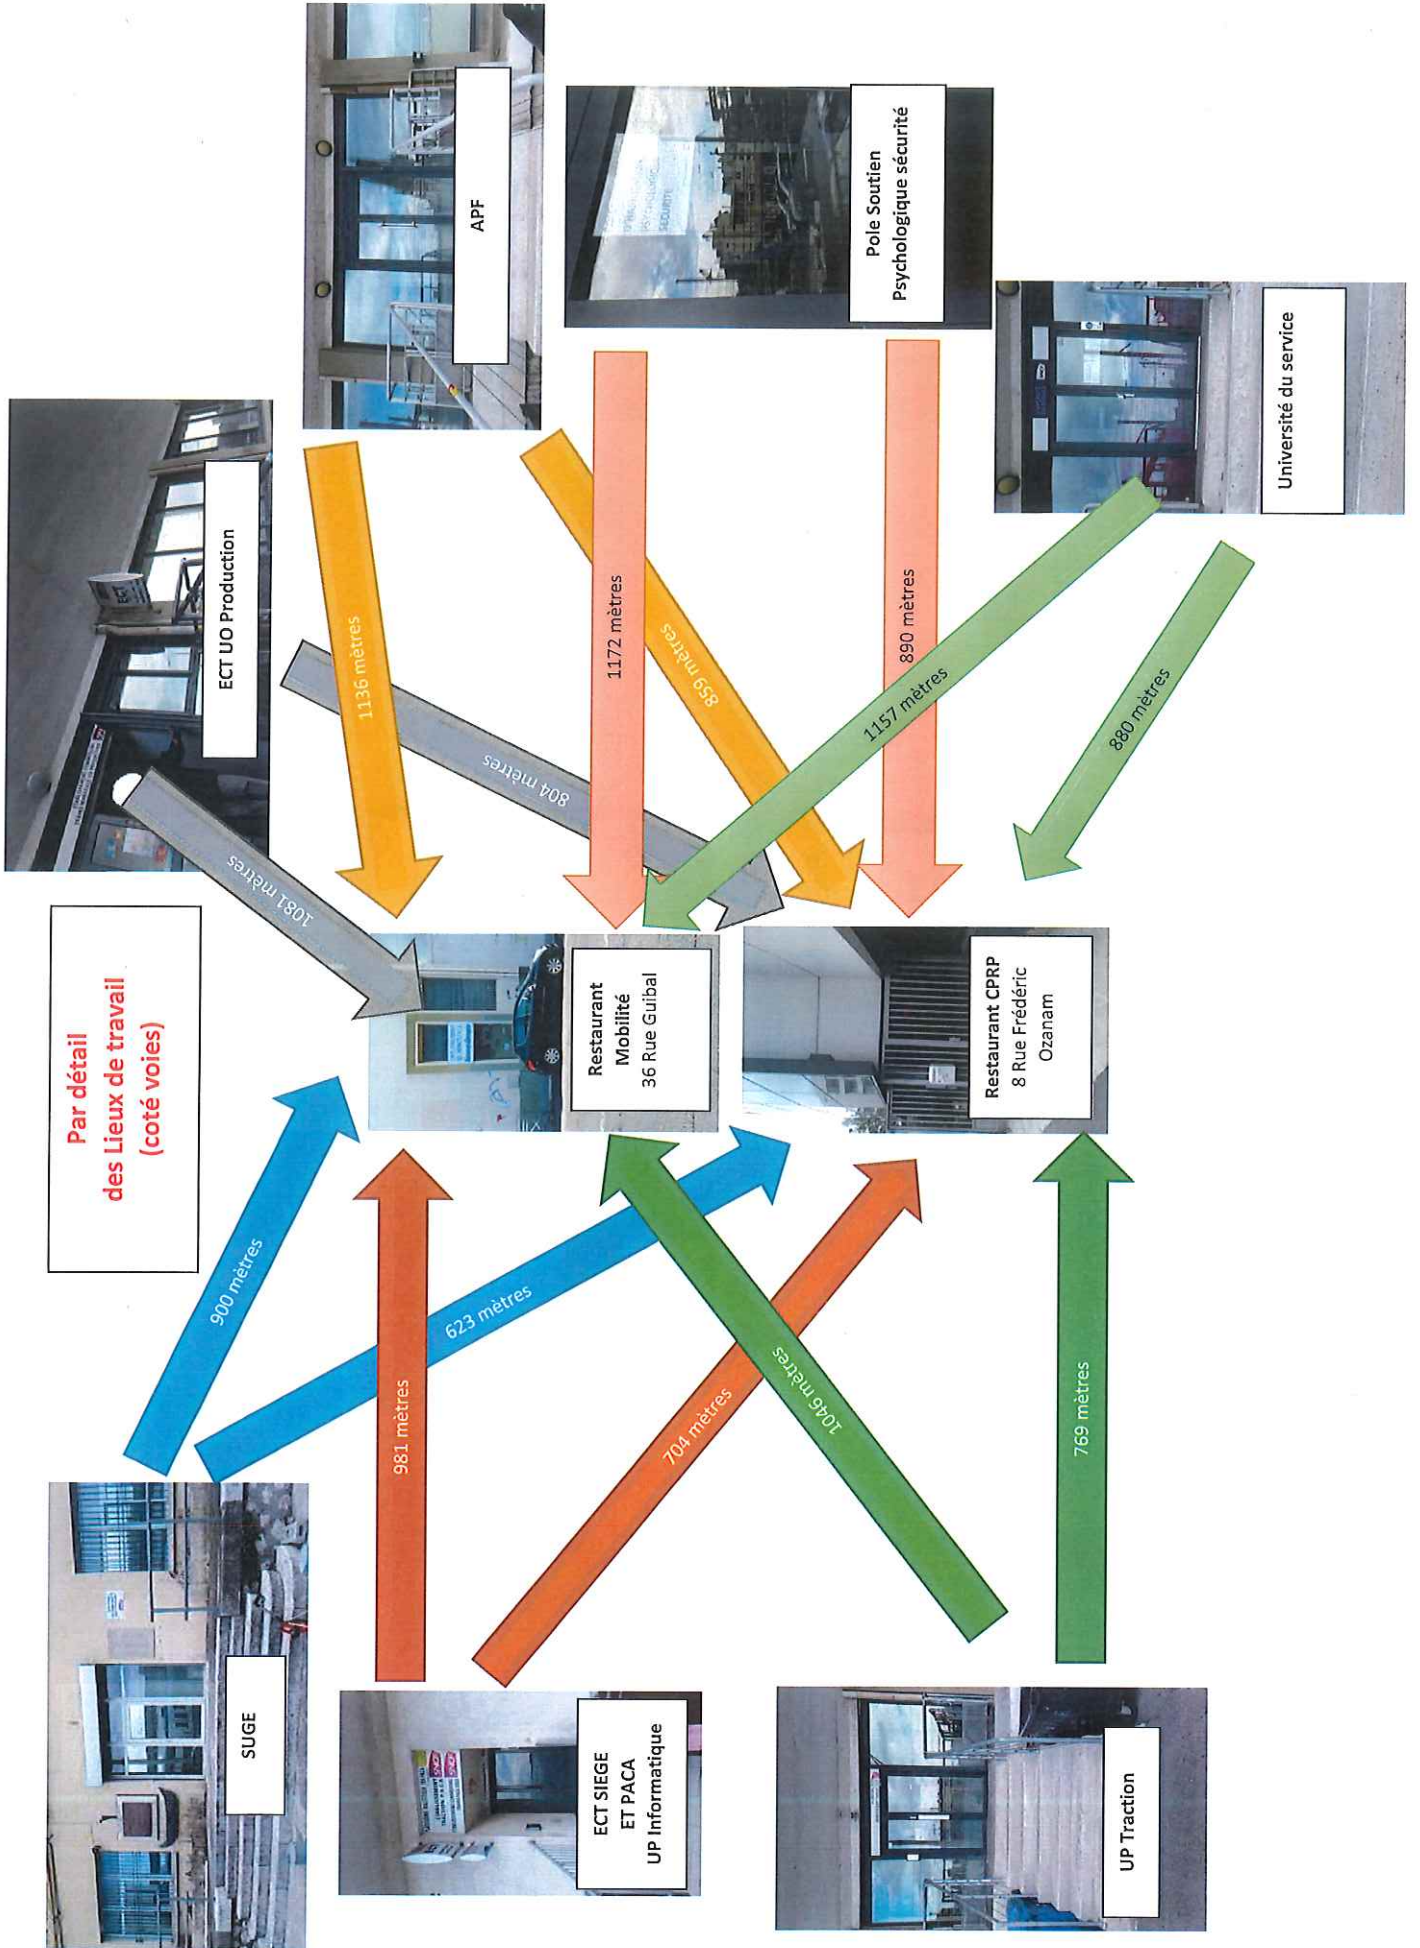 Par détail
des Lieux de travail
(coté voies)
SUGE
900 mètres
623 mètres
ECT SIEGE
ET PACA
UP Informatique
981 mètres
704 mètres
UP Traction
1046 mètres
769 mètres
Restaurant
Mobilité
36 Rue Guibal
Restaurant CPRP
8 Rue Frédéric
Ozanam
ECT UO Production
ECT
1081 mètres
804 mètres
APF
1136 mètres
859 mètres
Pole Soutien
Psychologique sécurité
1172 mètres
890 mètres
Université du service
1157 mètres
880 mètres